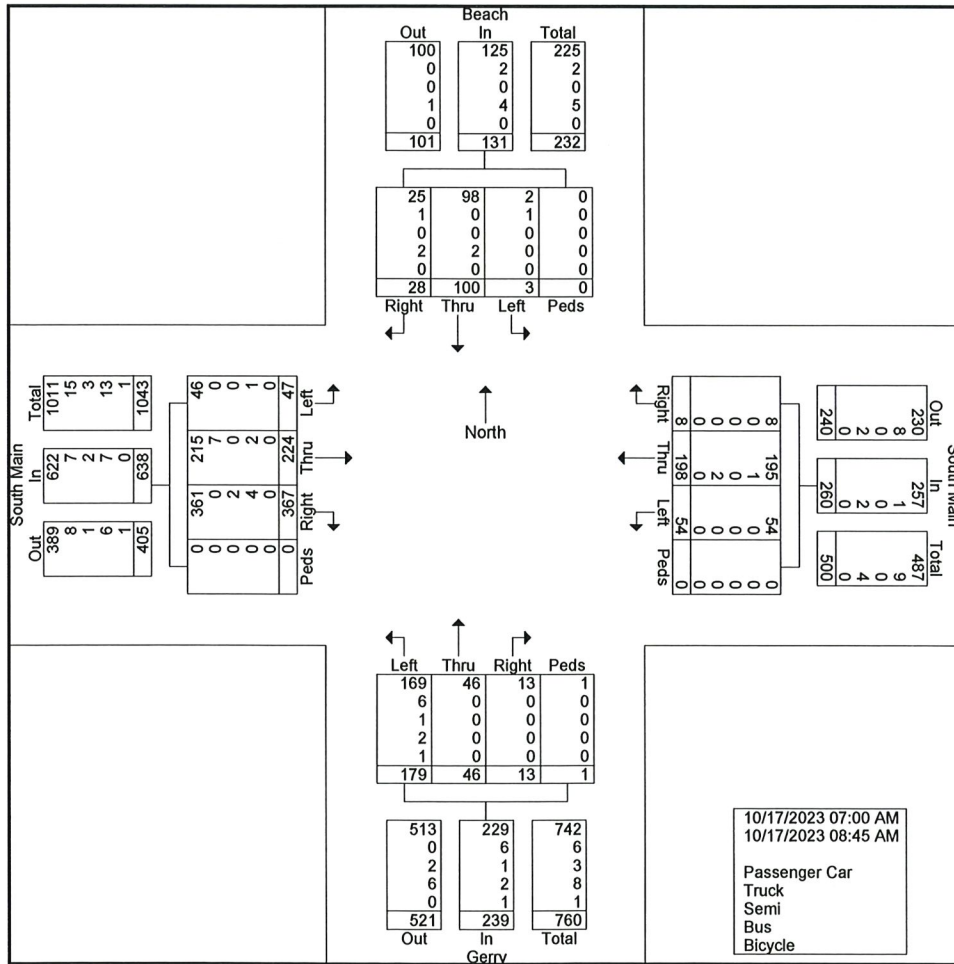 Beach
Out In Total
100 125 225
0 2 2
0 0 0
1 4 5
0 0 0
101 131 232
25 98 2 0
1 0 1 0
0 0 0 0
2 2 0 0
0 0 0 0
28 100 3 0
Right Thru Left Peds
South Main
Total
1011 15 3 13 1 1043
In
622 7 2 7 0 638
Out
389 8 1 6 1 405
46 0 0 1 0 47
Left
215 7 0 2 0 224
Thru
361 0 2 4 0 367
Right
0 0 0 0 0 0
Peds
North
Right
8 0 0 0 0 8
Thru
195 1 0 2 0 198
Left
54 0 0 0 0 54
Peds
0 0 0 0 0 0
Out
230 8 0 2 0 240
In
257 1 0 2 0 260
Total
487 9 0 4 0 500
South Main
Left Thru Right Peds
169 46 13 1
6 0 0 0
1 0 0 0
2 0 0 0
1 0 0 0
179 46 13 1
513 229 742
0 6 6
2 1 3
6 2 8
0 1 1
521 239 760
Out In Total
Gerry
10/17/2023 07:00 AM
10/17/2023 08:45 AM
Passenger Car
Truck
Semi
Bus
Bicycle